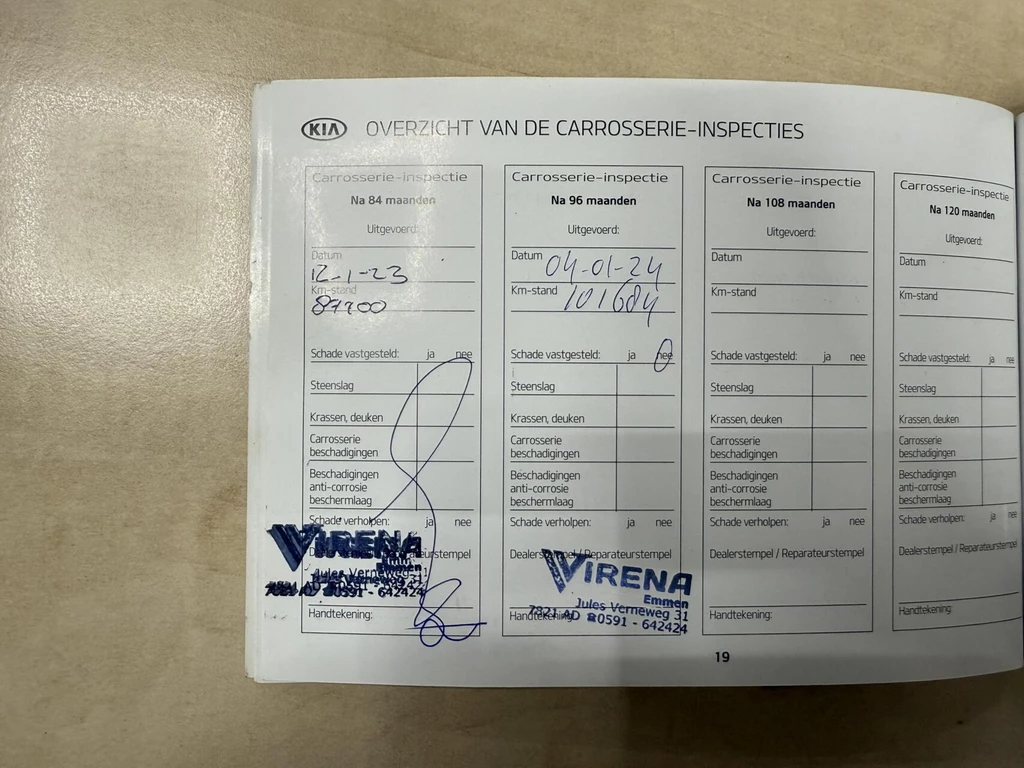 KIA OVERZICHT VAN DE CARROSSERIE-INSPECTIES
Carrosserie-inspectie
Na 84 maanden
Uitgevoerd:
Datum
12-1-23
Km-stand
Schade vastgesteld: ja nee
Steenslag
Krassen, deuken
Carrosserie
beschadigingen
Beschadigingen
anti-corrosie
beschermlaag
Schade verholpen: ja nee
VIRENA
Emmen
Jules Verneweg 31
0591 - 642424
Handtekening:
Carrosserie-inspectie
Na 96 maanden
Uitgevoerd:
Datum 04-01-24
Km-stand 101684
Schade vastgesteld: ja nee
Steenslag
Krassen, deuken
Carrosserie
beschadigingen
Beschadigingen
anti-corrosie
beschermlaag
Schade verholpen: ja nee
Dealerstempel / Reparateurstempel
VIRENA
Emmen
Jules Verneweg 31
7821 AD ☎0591 - 642424
Handtekening:
Carrosserie-inspectie
Na 108 maanden
Uitgevoerd:
Datum
Km-stand
Schade vastgesteld: ja nee
Steenslag
Krassen, deuken
Carrosserie
beschadigingen
Beschadigingen
anti-corrosie
beschermlaag
Schade verholpen: ja nee
Dealerstempel / Reparateurstempel
Handtekening:
Carrosserie-inspectie
Na 120 maanden
Uitgevoerd:
Datum
Km-stand
Schade vastgesteld: ja nee
Steenslag
Krassen, deuken
Carrosserie
beschadigingen
Beschadigingen
anti-corrosie
beschermlaag
Schade verholpen: ja nee
Dealerstempel / Reparateurstempel
Handtekening:
19